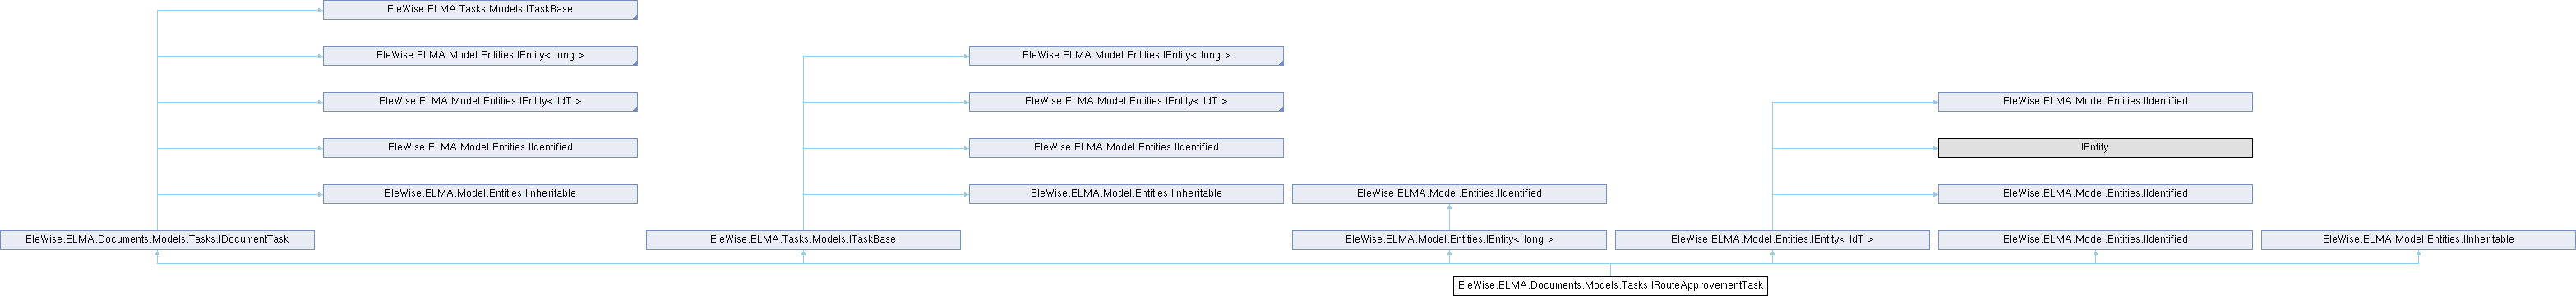 EleWise.ELMA.Tasks.Models.ITaskBase
EleWise.ELMA.Model.Entities.IEntity< long >
EleWise.ELMA.Model.Entities.IEntity< long >
EleWise.ELMA.Model.Entities.IEntity< IdT >
EleWise.ELMA.Model.Entities.IEntity< IdT >
EleWise.ELMA.Model.Entities.IIdentified
EleWise.ELMA.Model.Entities.IIdentified
EleWise.ELMA.Model.Entities.IIdentified
IEntity
EleWise.ELMA.Model.Entities.IInheritable
EleWise.ELMA.Model.Entities.IInheritable
EleWise.ELMA.Model.Entities.IIdentified
EleWise.ELMA.Model.Entities.IIdentified
EleWise.ELMA.Documents.Models.Tasks.IDocumentTask
EleWise.ELMA.Tasks.Models.ITaskBase
EleWise.ELMA.Model.Entities.IEntity< long >
EleWise.ELMA.Model.Entities.IEntity< IdT >
EleWise.ELMA.Model.Entities.IIdentified
EleWise.ELMA.Model.Entities.IInheritable
EleWise.ELMA.Documents.Models.Tasks.IRouteApprovementTask